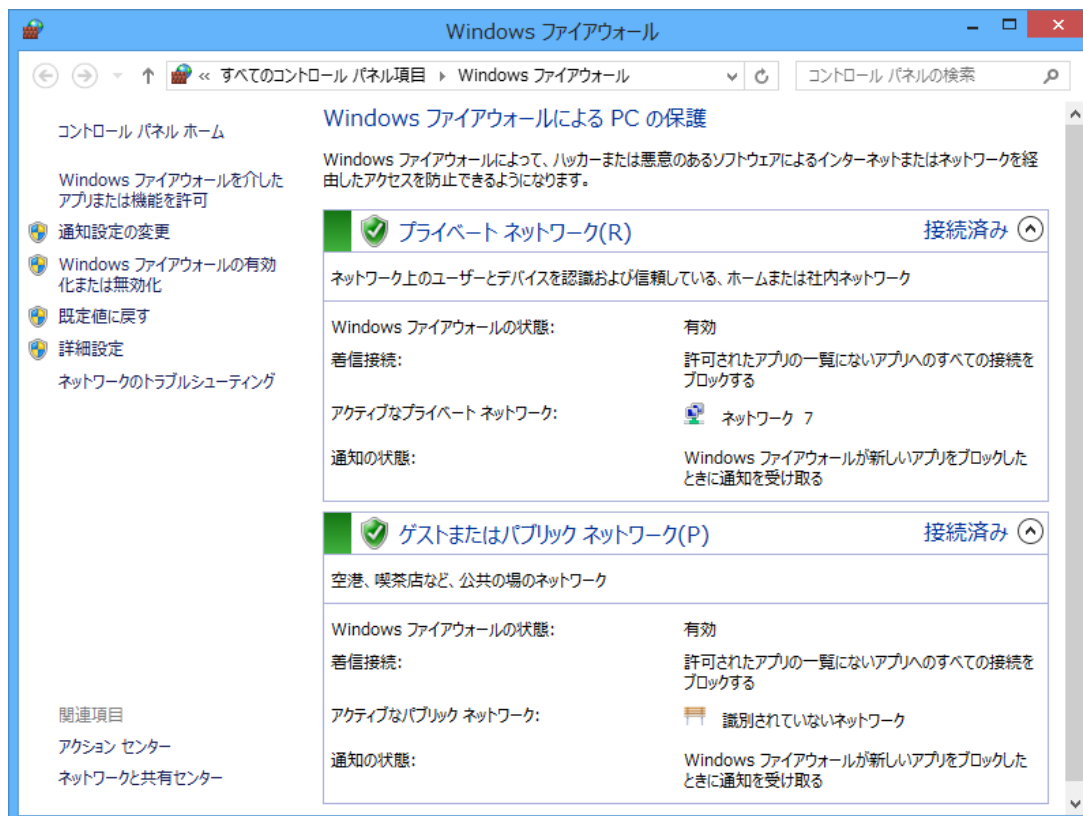 Windows ファイアウォール
« すべてのコントロール パネル項目 Windows ファイアウォール
コントロール パネルの検索
コントロール パネル ホーム
Windows ファイアウォールを介した
アプリまたは機能を許可
通知設定の変更
Windows ファイアウォールの有効
化または無効化
既定値に戻す
詳細設定
ネットワークのトラブルシューティング
関連項目
アクション センター
ネットワークと共有センター
Windows ファイアウォールによる PC の保護
Windows ファイアウォールによって、ハッカーまたは悪意のあるソフトウェアによるインターネットまたはネットワークを経
由したアクセスを防止できるようになります。
プライベート ネットワーク(R) 接続済み
ネットワーク上のユーザーとデバイスを認識および信頼している、ホームまたは社内ネットワーク
Windows ファイアウォールの状態: 有効
着信接続: 許可されたアプリの一覧にないアプリへのすべての接続を
ブロックする
アクティブなプライベート ネットワーク: ネットワーク 7
通知の状態: Windows ファイアウォールが新しいアプリをブロックした
ときに通知を受け取る
ゲストまたはパブリック ネットワーク(P) 接続済み
空港、喫茶店など、公共の場のネットワーク
Windows ファイアウォールの状態: 有効
着信接続: 許可されたアプリの一覧にないアプリへのすべての接続を
ブロックする
アクティブなパブリック ネットワーク: 識別されていないネットワーク
通知の状態: Windows ファイアウォールが新しいアプリをブロックした
ときに通知を受け取る